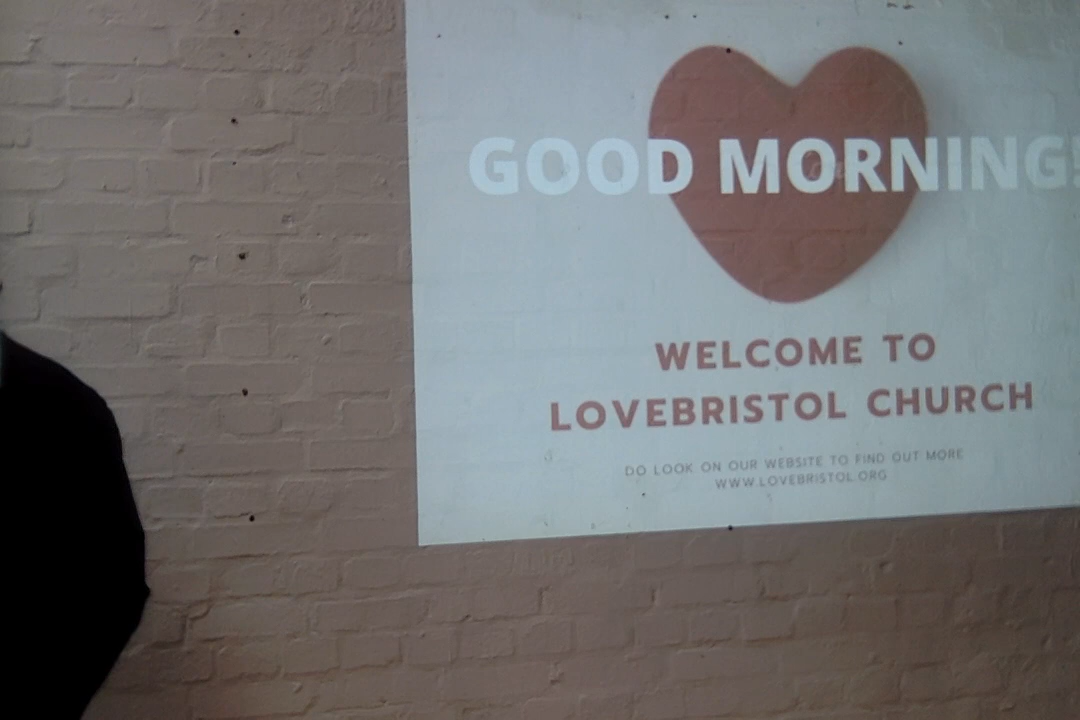 GOOD MORNING!
WELCOME TO
LOVEBRISTOL CHURCH
DO LOOK ON OUR WEBSITE TO FIND OUT MORE
WWW.LOVEBRISTOL.ORG